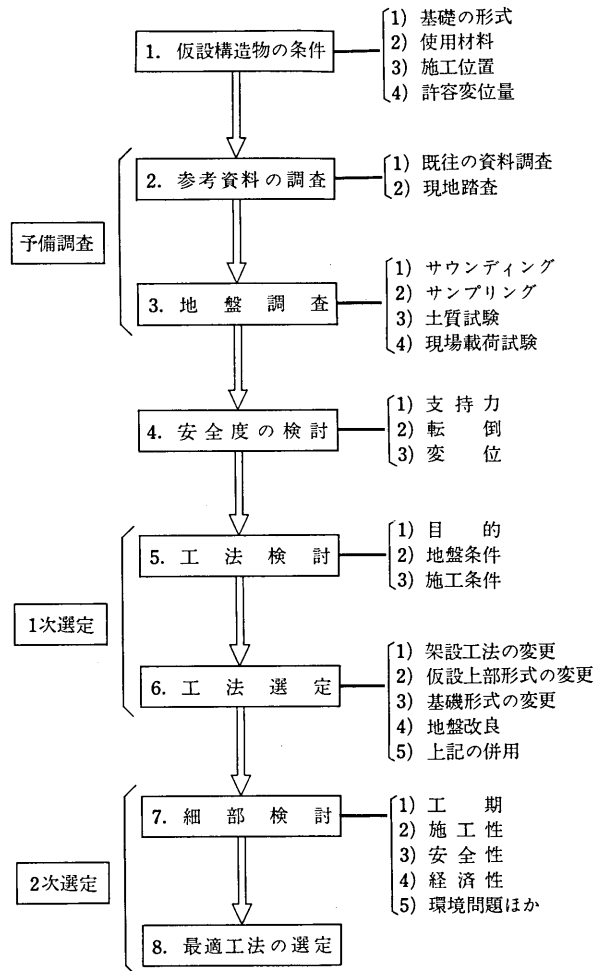 1. 仮設構造物の条件
1) 基礎の形式
2) 使用材料
3) 施工位置
4) 許容変位量
予備調査
2. 参考資料の調査
1) 既往の資料調査
2) 現地踏査
3. 地盤調査
1) サウンディング
2) サンプリング
3) 土質試験
4) 現場載荷試験
4. 安全度の検討
1) 支持力
2) 転倒
3) 変位
1次選定
5. 工法検討
1) 目的
2) 地盤条件
3) 施工条件
6. 工法選定
1) 架設工法の変更
2) 仮設上部形式の変更
3) 基磯形式の変更
4) 地盤改良
5) 上記の併用
2次選定
7. 細部検討
1) 工期
2) 施工性
3) 安全性
4) 経済性
5) 環境問題ほか
8. 最適工法の選定